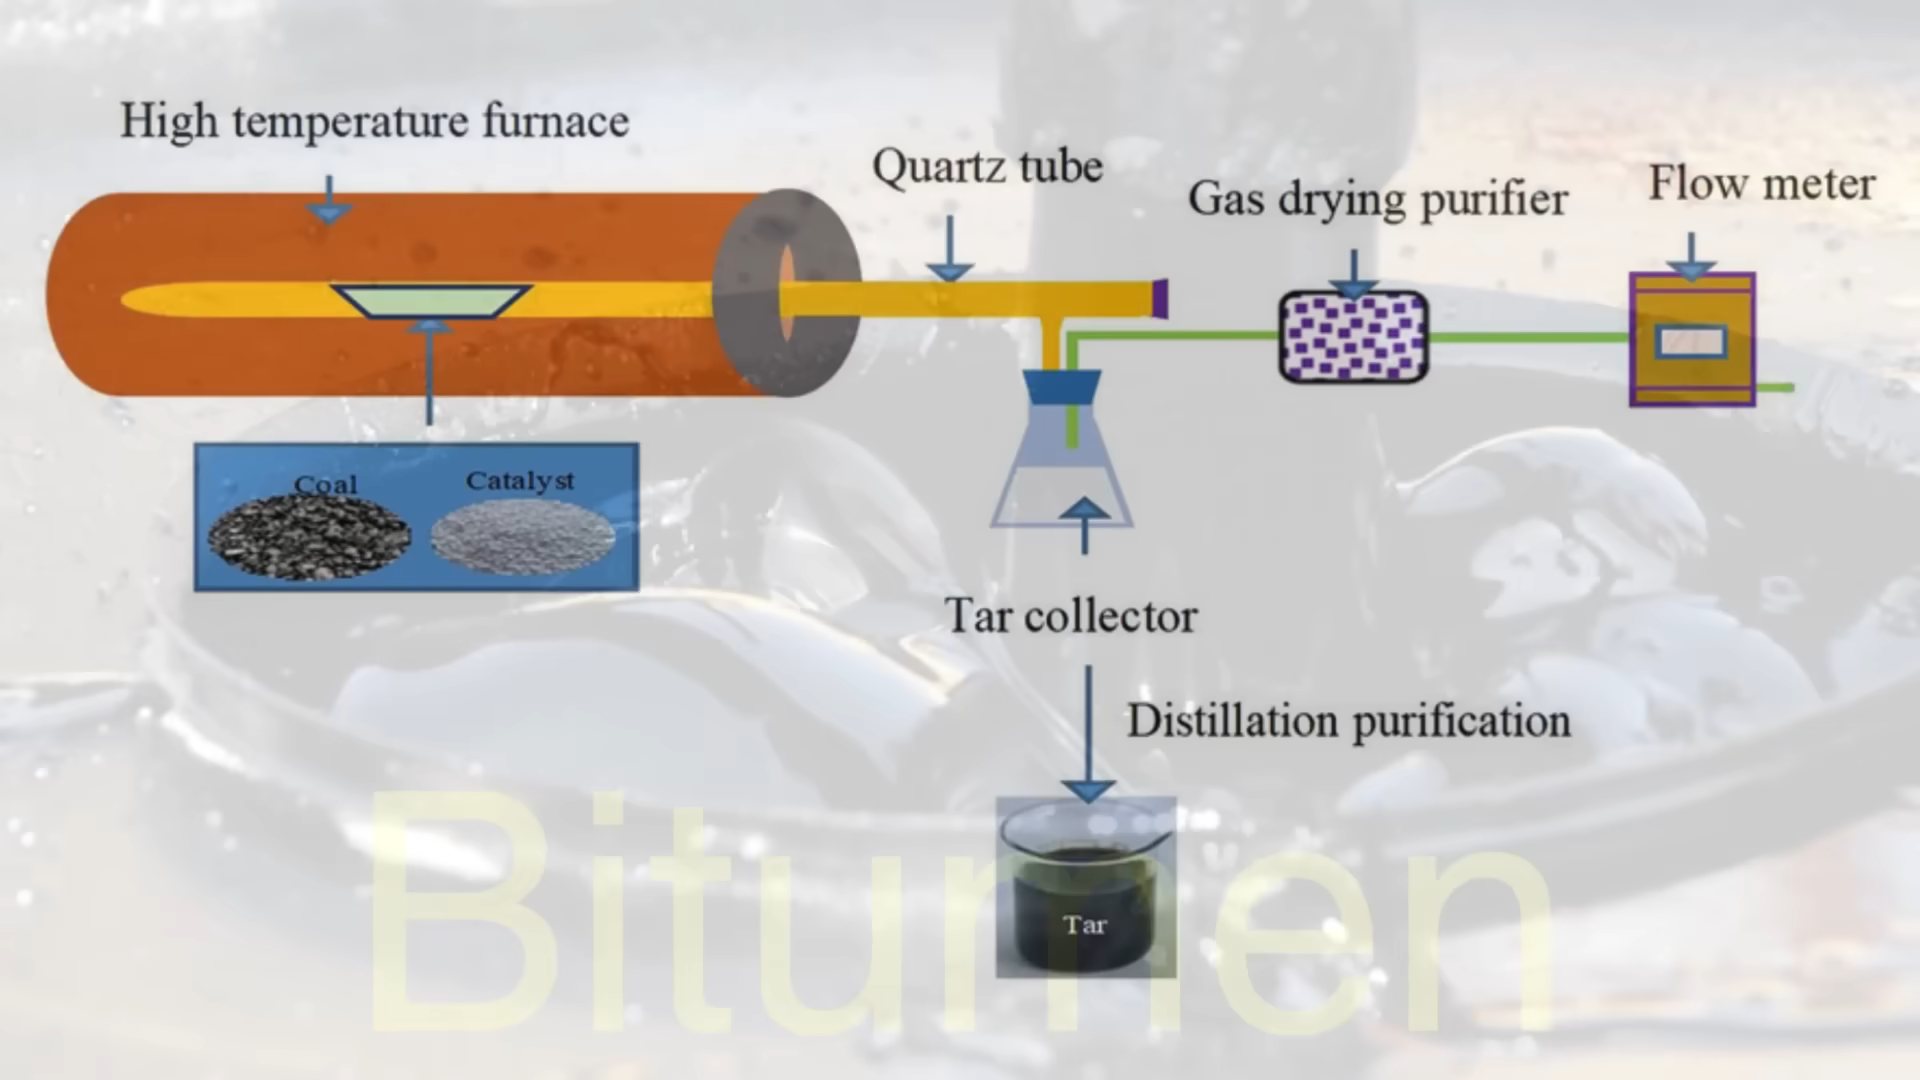 High temperature furnace
Quartz tube
Gas drying purifier
Flow meter
Coal
Catalyst
Tar collector
Distillation purification
Tar
Bitumen